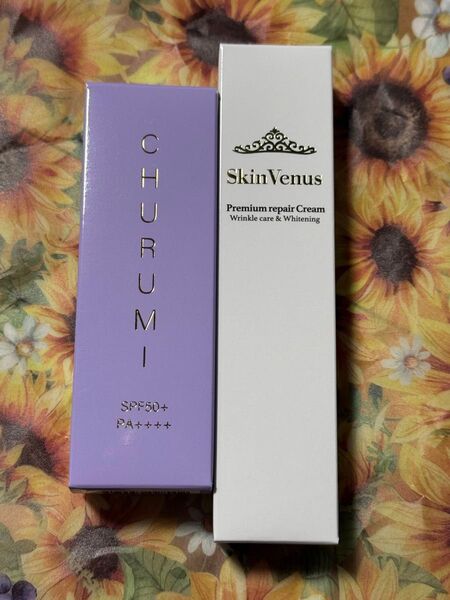 CHURUMI
SPF50+
PA++++
SkinVenus
Premium repair Cream
Wrinkle care & Whitening